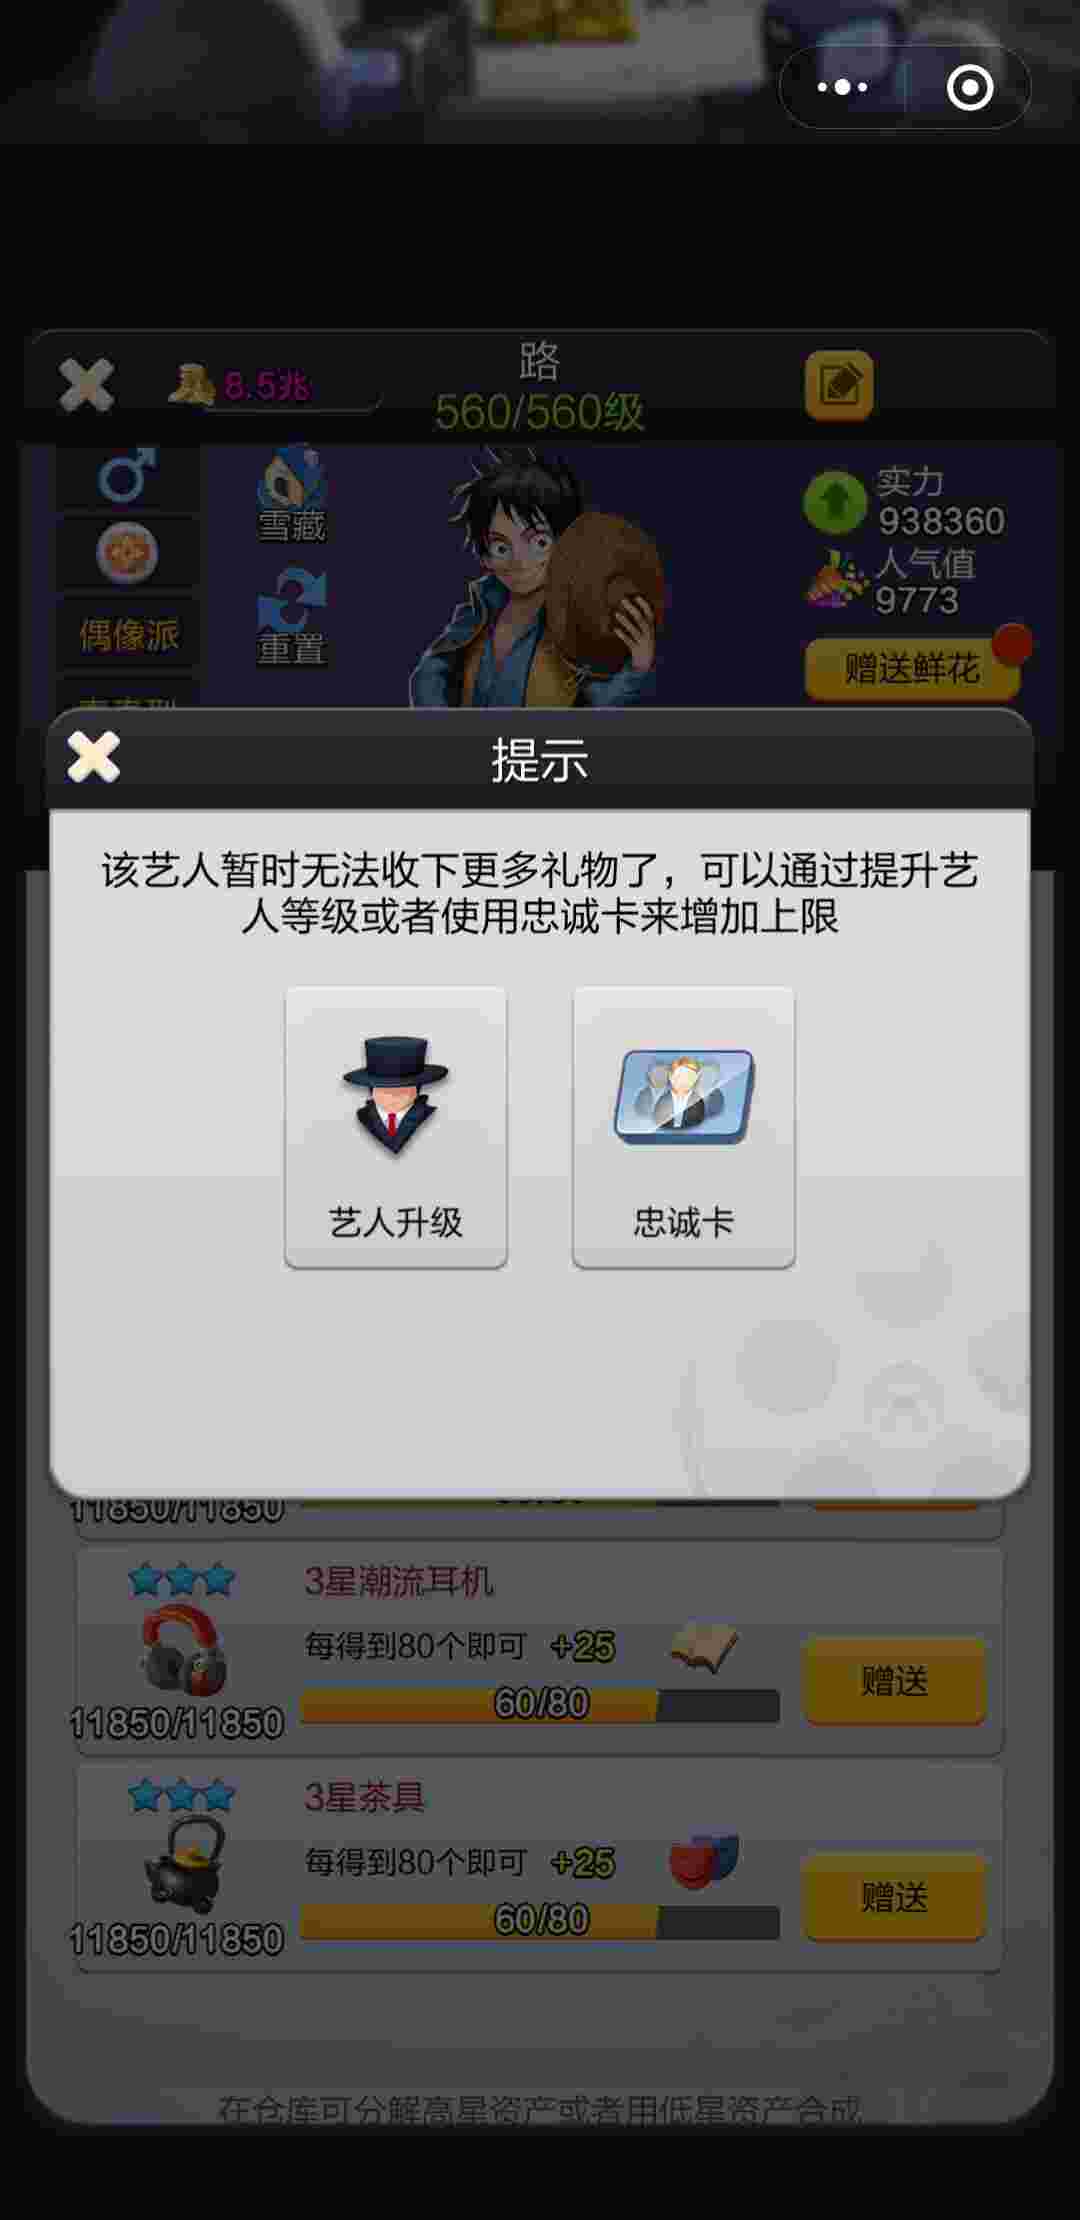 路
8.5兆
560/560级
雪藏
重置
偶像派
实力
938360
人气值
9773
赠送鲜花
提示
该艺人暂时无法收下更多礼物了，可以通过提升艺
人等级或者使用忠诚卡来增加上限
艺人升级
忠诚卡
11850/11850
3星潮流耳机
每得到80个即可 +25
60/80
赠送
11850/11850
3星茶具
每得到80个即可 +25
60/80
赠送
11850/11850
在仓库可分解高星资产或者用低星资产合成